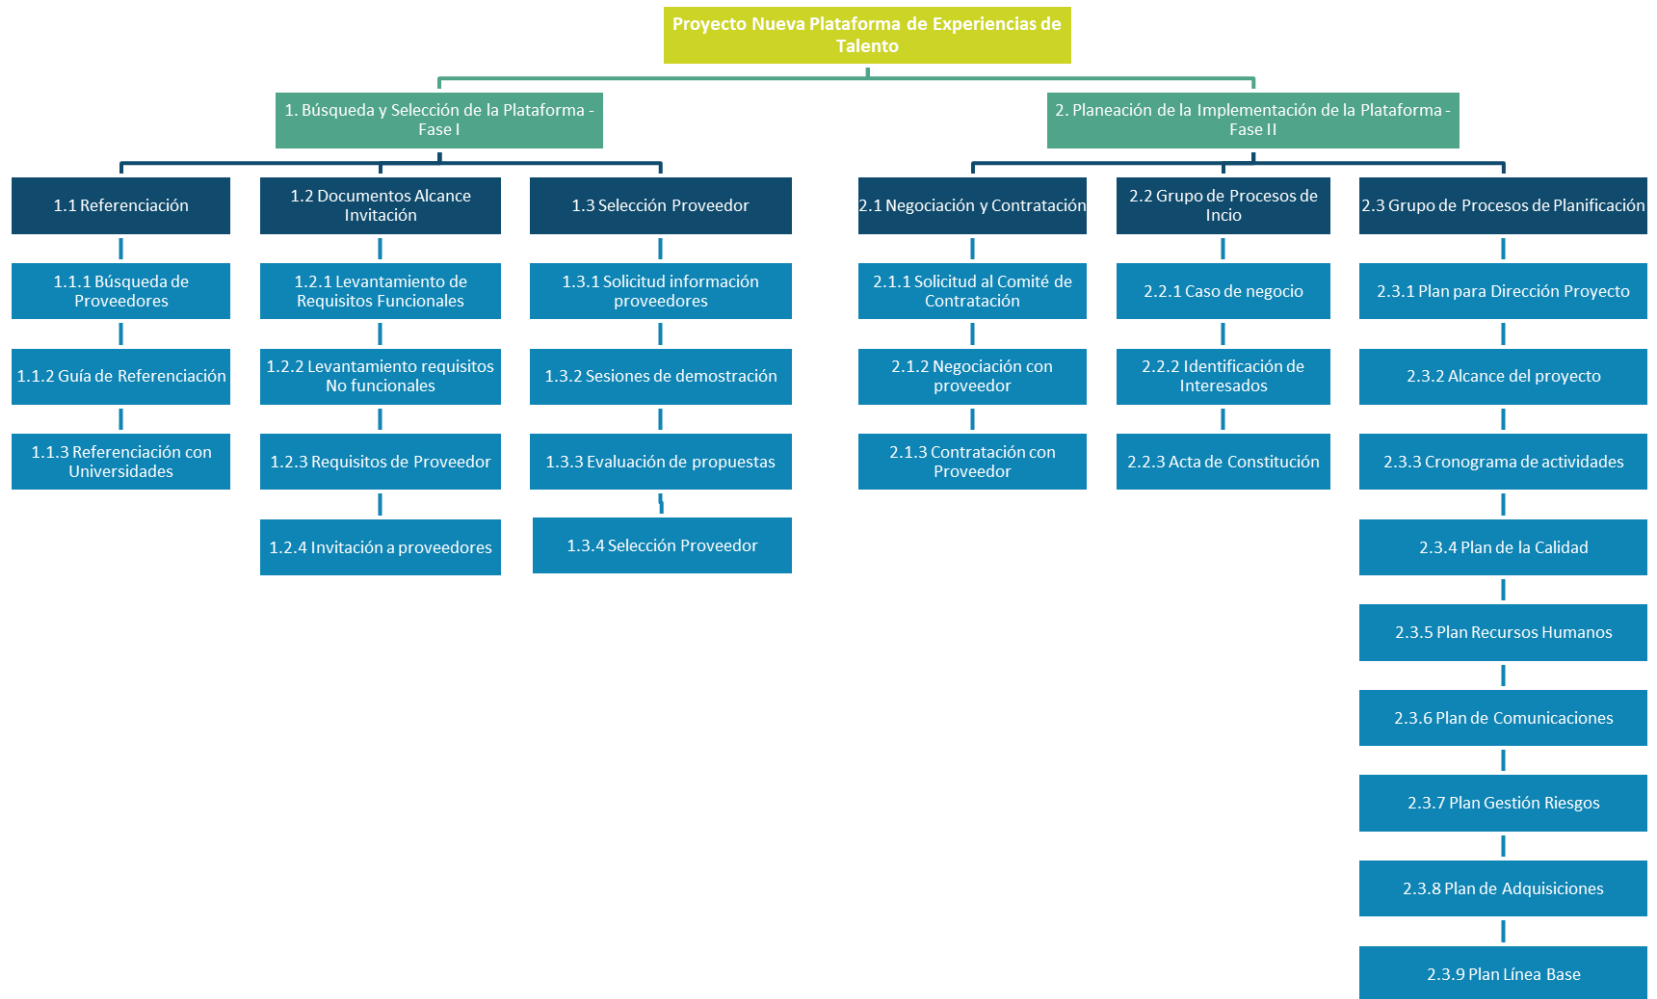 Proyecto Nueva Plataforma de Experiencias de
Talento
1. Búsqueda y Selección de la Plataforma -
Fase I
2. Planeación de la Implementación de la Plataforma -
Fase II
1.1 Referenciación
1.2 Documentos Alcance
Invitación
1.3 Selección Proveedor
2.1 Negociación y Contratación
2.2 Grupo de Procesos de
Incio
2.3 Grupo de Procesos de Planificación
1.1.1 Búsqueda de
Proveedores
1.1.2 Guía de Referenciación
1.1.3 Referenciación con
Universidades
1.2.1 Levantamiento de
Requisitos Funcionales
1.2.2 Levantamiento requisitos
No funcionales
1.2.3 Requisitos de Proveedor
1.2.4 Invitación a proveedores
1.3.1 Solicitud información
proveedores
1.3.2 Sesiones de demostración
1.3.3 Evaluación de propuestas
1.3.4 Selección Proveedor
2.1.1 Solicitud al Comité de
Contratación
2.1.2 Negociación con
proveedor
2.1.3 Contratación con
Proveedor
2.2.1 Caso de negocio
2.2.2 Identificación de
Interesados
2.2.3 Acta de Constitución
2.3.1 Plan para Dirección Proyecto
2.3.2 Alcance del proyecto
2.3.3 Cronograma de actividades
2.3.4 Plan de la Calidad
2.3.5 Plan Recursos Humanos
2.3.6 Plan de Comunicaciones
2.3.7 Plan Gestión Riesgos
2.3.8 Plan de Adquisiciones
2.3.9 Plan Línea Base